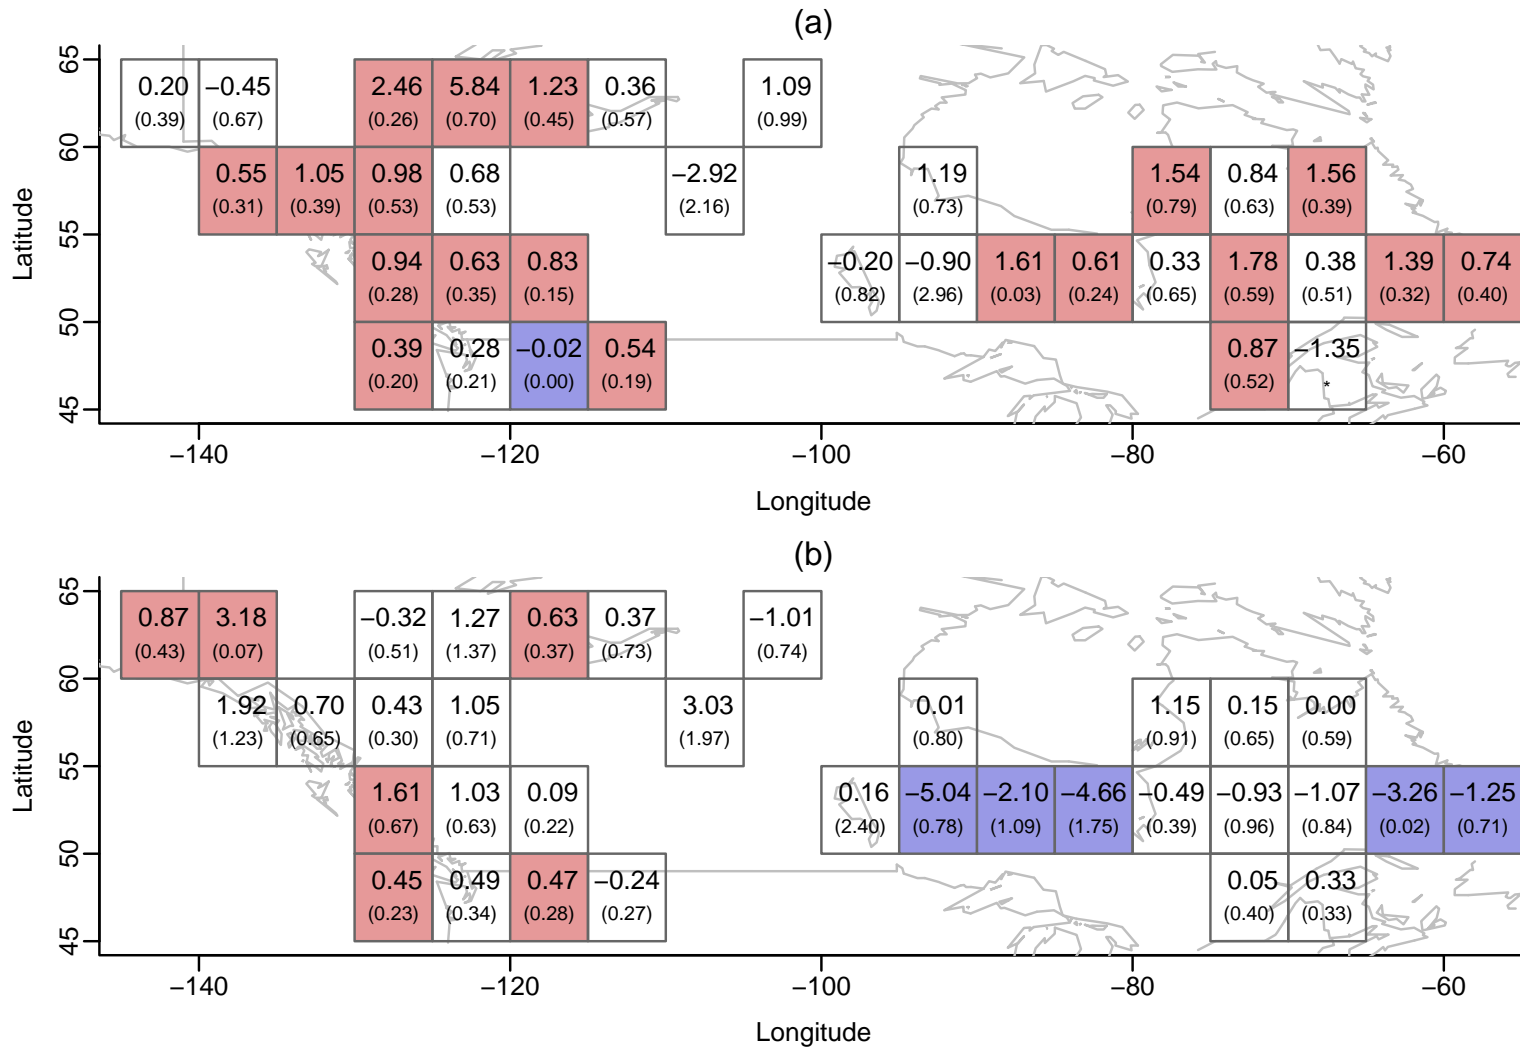 (a)
65
0.20 −0.45 2.46 5.84 1.23 0.36 1.09
(0.39) (0.67) (0.26) (0.70) (0.45) (0.57) (0.99)
60
0.55 1.05 0.98 0.68 −2.92 1.19 1.54 0.84 1.56
(0.31) (0.39) (0.53) (0.53) (2.16) (0.73) (0.79) (0.63) (0.39)
55
Latitude
0.94 0.63 0.83 −0.20 −0.90 1.61 0.61 0.33 1.78 0.38 1.39 0.74
(0.28) (0.35) (0.15) (0.82) (2.96) (0.03) (0.24) (0.65) (0.59) (0.51) (0.32) (0.40)
50
0.39 0.28 −0.02 0.54 0.87 −1.35
(0.20) (0.21) (0.00) (0.19) (0.52) *
45
−140 −120 −100 −80 −60
Longitude
(b)
65
0.87 3.18 −0.32 1.27 0.63 0.37 −1.01
(0.43) (0.07) (0.51) (1.37) (0.37) (0.73) (0.74)
60
1.92 0.70 0.43 1.05 3.03 0.01 1.15 0.15 0.00
(1.23) (0.65) (0.30) (0.71) (1.97) (0.80) (0.91) (0.65) (0.59)
55
Latitude
1.61 1.03 0.09 0.16 −5.04 −2.10 −4.66 −0.49 −0.93 −1.07 −3.26 −1.25
(0.67) (0.63) (0.22) (2.40) (0.78) (1.09) (1.75) (0.39) (0.96) (0.84) (0.02) (0.71)
50
0.45 0.49 0.47 −0.24 0.05 0.33
(0.23) (0.34) (0.28) (0.27) (0.40) (0.33)
45
−140 −120 −100 −80 −60
Longitude